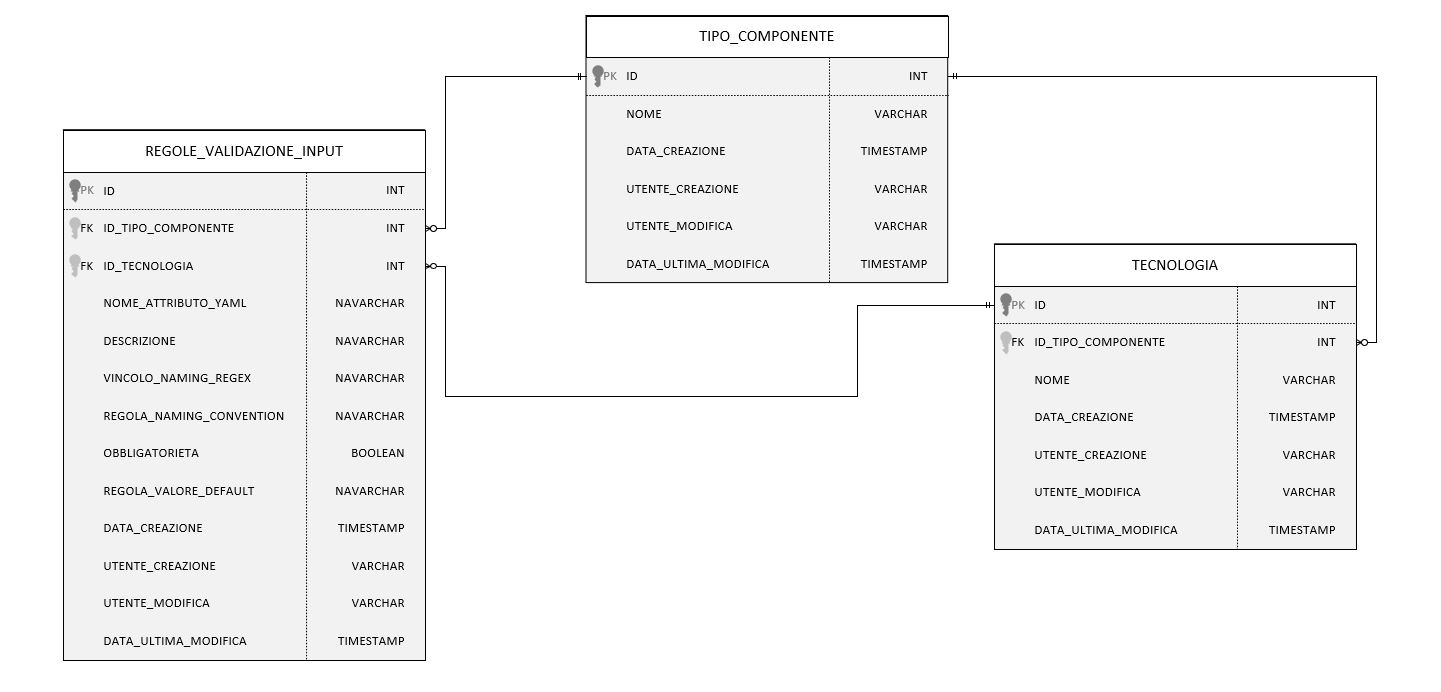 TIPO_COMPONENTE
PK ID INT
NOME VARCHAR
DATA_CREAZIONE TIMESTAMP
UTENTE_CREAZIONE VARCHAR
UTENTE_MODIFICA VARCHAR
DATA_ULTIMA_MODIFICA TIMESTAMP
REGOLE_VALIDAZIONE_INPUT
PK ID INT
FK ID_TIPO_COMPONENTE INT
FK ID_TECNOLOGIA INT
NOME_ATTRIBUTO_YAML NAVARCHAR
DESCRIZIONE NAVARCHAR
VINCOLO_NAMING_REGEX NAVARCHAR
REGOLA_NAMING_CONVENTION NAVARCHAR
OBBLIGATORIETA BOOLEAN
REGOLA_VALORE_DEFAULT NAVARCHAR
DATA_CREAZIONE TIMESTAMP
UTENTE_CREAZIONE VARCHAR
UTENTE_MODIFICA VARCHAR
DATA_ULTIMA_MODIFICA TIMESTAMP
TECNOLOGIA
PK ID INT
FK ID_TIPO_COMPONENTE INT
NOME VARCHAR
DATA_CREAZIONE TIMESTAMP
UTENTE_CREAZIONE VARCHAR
UTENTE_MODIFICA VARCHAR
DATA_ULTIMA_MODIFICA TIMESTAMP